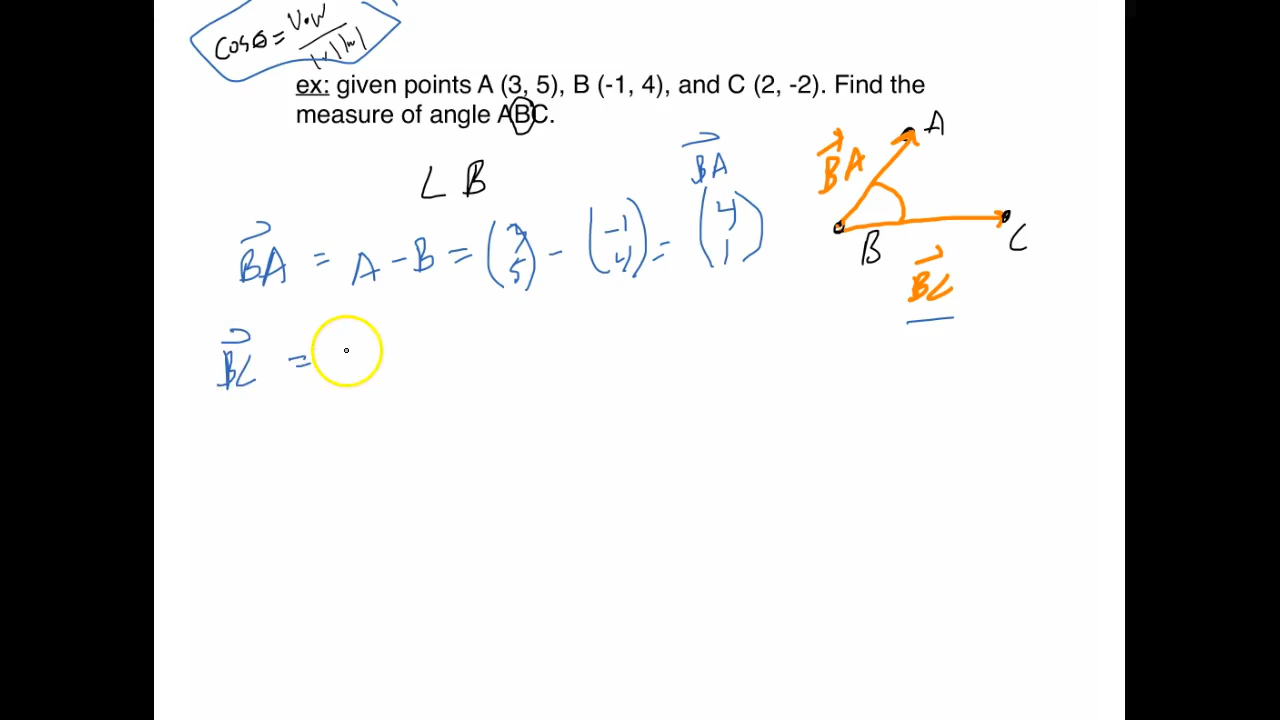 cosθ = v·w / |v| |w|
ex: given points A (3, 5), B (-1, 4), and C (2, -2). Find the
measure of angle ABC.
∠ B
BA⃗
BA⃗ = A - B = (3 5) - (-1 4) = (4 1)
BA⃗
A
B
C
BC⃗
BC⃗ =